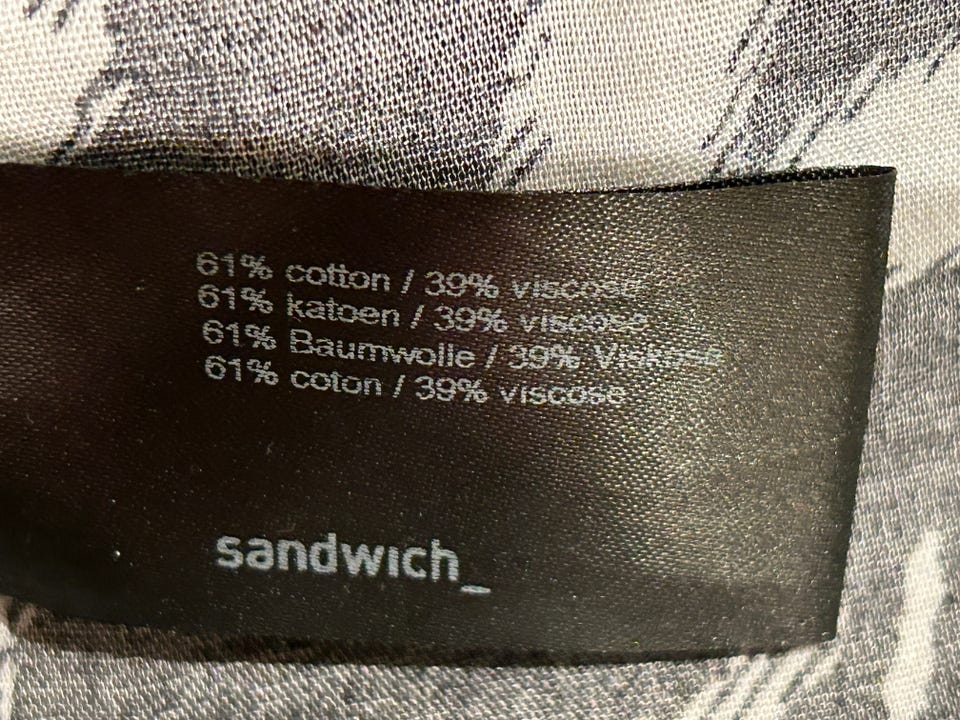 61% cotton / 39% viscose
61% katoen / 39% viscose
61% Baumwolle / 39% Viskose
61% coton / 39% viscose
sandwich_